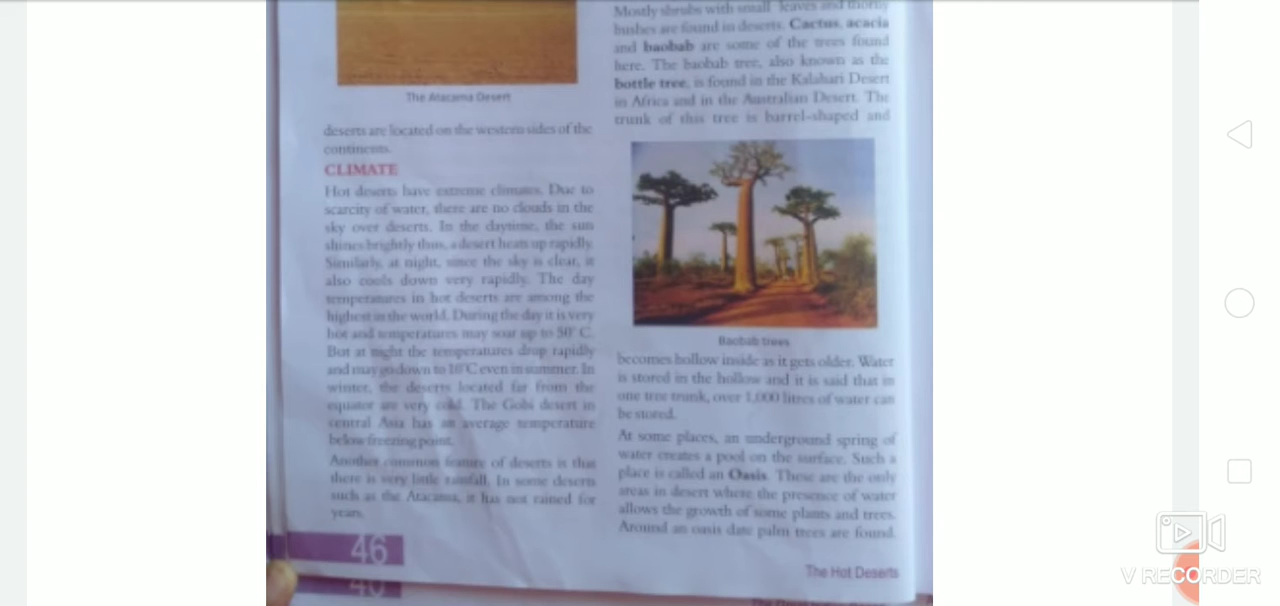 The Atacama Desert
deserts are located on the western sides of the
continents.
CLIMATE
Hot deserts have extreme climates. Due to
scarcity of water, there are no clouds in the
sky over deserts. In the daytime, the sun
shines brightly thus, a desert heats up rapidly.
Similarly, at night, since the sky is clear, it
also cools down very rapidly. The day
temperatures in hot deserts are among the
highest in the world. During the day it is very
hot and temperatures may soar up to 50° C.
But at night the temperatures drop rapidly
and may go down to 16°C even in summer. In
winter, the deserts located far from the
equator are very cold. The Gobi desert in
central Asia has an average temperature
below freezing point.
Another common feature of deserts is that
there is very little rainfall. In some deserts
such as the Atacama, it has not rained for
years.
46
Mostly shrubs with small leaves and thorny
bushes are found in deserts. Cactus, acacia
and baobab are some of the trees found
here. The baobab tree, also known as the
bottle tree, is found in the Kalahari Desert
in Africa and in the Australian Desert. The
trunk of this tree is barrel-shaped and
Baobab trees
becomes hollow inside as it gets older. Water
is stored in the hollow and it is said that in
one tree trunk, over 1,000 litres of water can
be stored.
At some places, an underground spring of
water creates a pool on the surface. Such a
place is called an Oasis. These are the only
areas in desert where the presence of water
allows the growth of some plants and trees.
Around an oasis date palm trees are found.
The Hot Deserts
V RECORDER